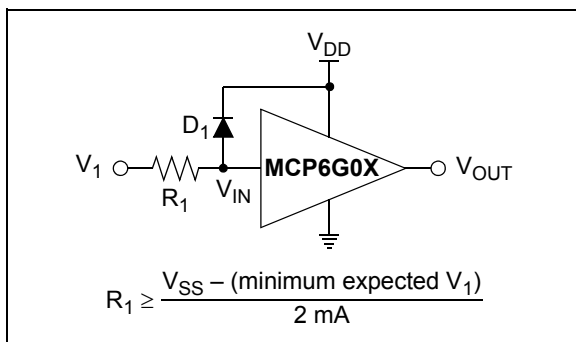 V_DD
D_1
V_1
R_1
V_IN
MCP6G0X
V_OUT
R_1 ≥ V_SS – (minimum expected V_1)
2 mA